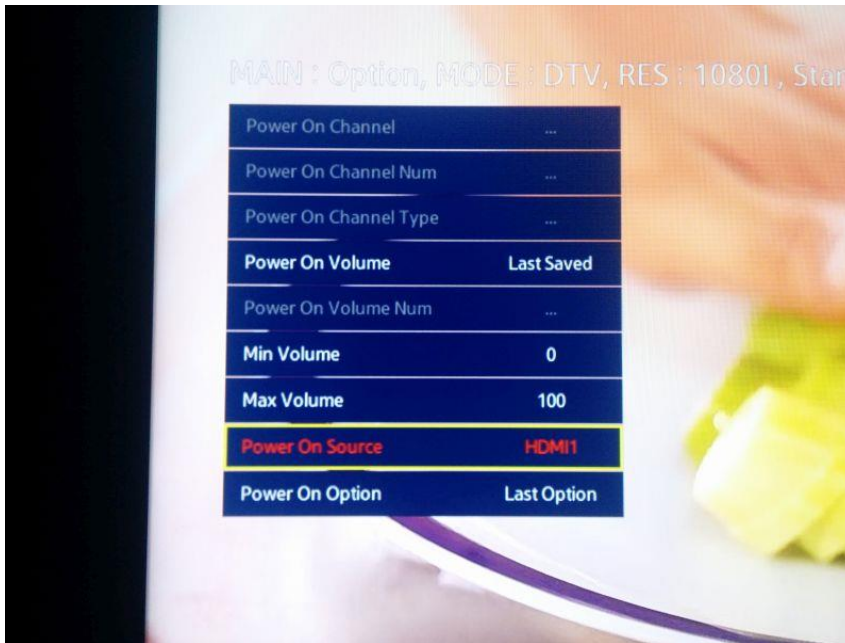 MAIN : Option, MODE : DTV, RES : 1080I , Star
Power On Channel ...
Power On Channel Num ...
Power On Channel Type ...
Power On Volume Last Saved
Power On Volume Num ...
Min Volume 0
Max Volume 100
Power On Source HDMI1
Power On Option Last Option